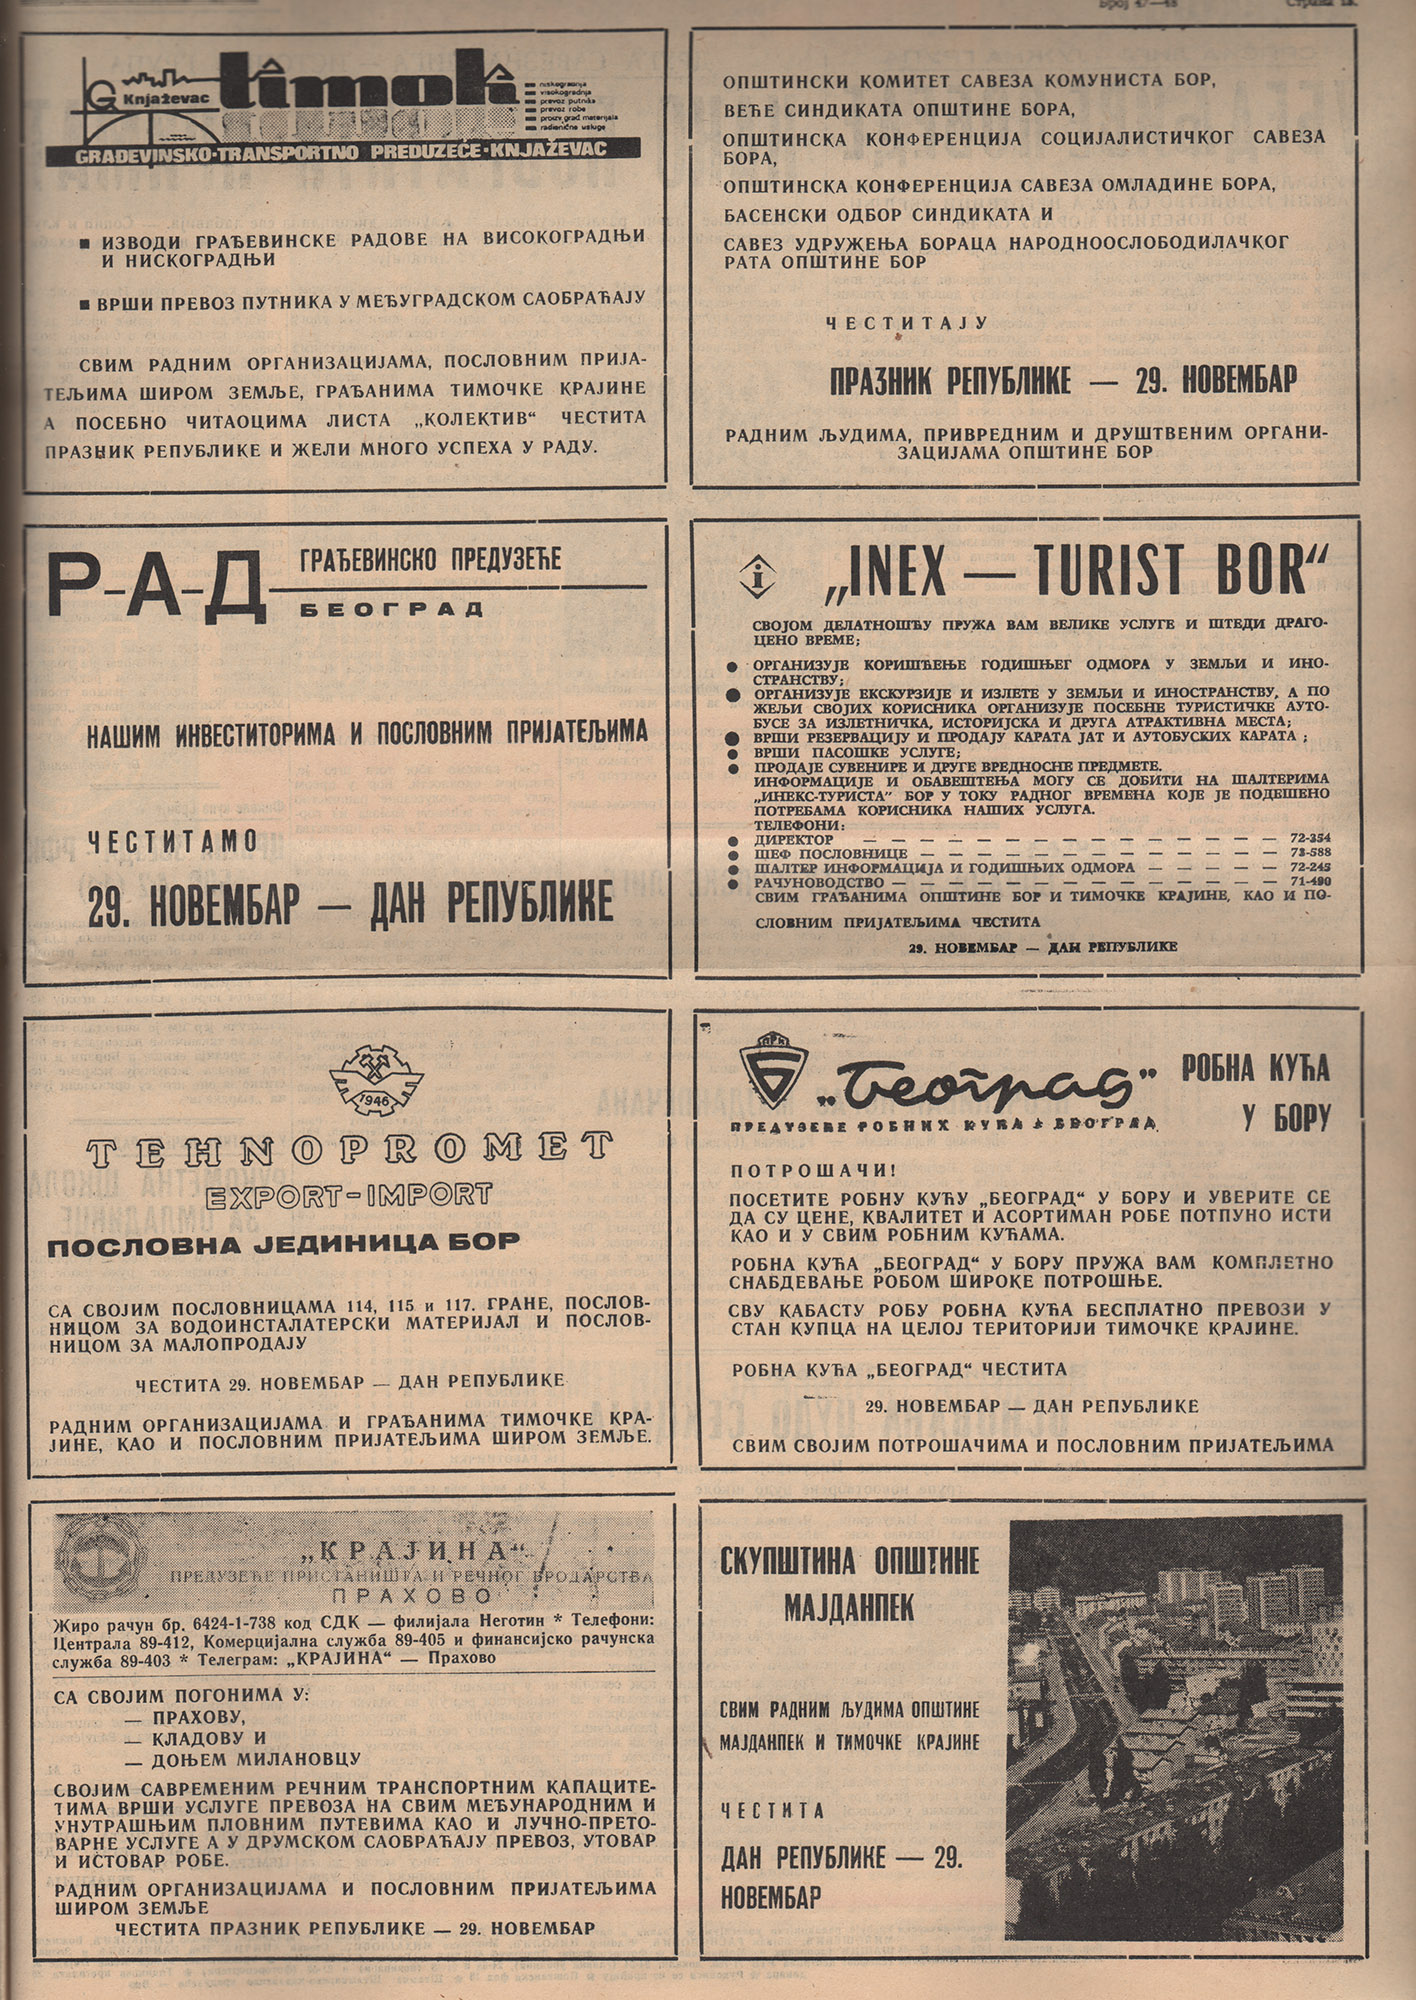 Број 47—48
timok
G Knjaževac
niskogradnja
visokogradnja
prevoz putnika
prevoz robe
proizv. građ materijala
radionične usluge
GRAĐEVINSKO-TRANSPORTNO PREDUZEĆE-KNJAŽEVAC
■ ИЗВОДИ ГРАЂЕВИНСКЕ РАДОВЕ НА ВИСОКОГРАДЊИ
И НИСКОГРАДЊИ
■ ВРШИ ПРЕВОЗ ПУТНИКА У МЕЂУГРАДСКОМ САОБРАЋАЈУ
СВИМ РАДНИМ ОРГАНИЗАЦИЈАМА, ПОСЛОВНИМ ПРИЈА-
ТЕЉИМА ШИРОМ ЗЕМЉЕ, ГРАЂАНИМА ТИМОЧКЕ КРАЈИНЕ
А ПОСЕБНО ЧИТАОЦИМА ЛИСТА „КОЛЕКТИВ“ ЧЕСТИТА
ПРАЗНИК РЕПУБЛИКЕ И ЖЕЛИ МНОГО УСПЕХА У РАДУ.
ОПШТИНСКИ КОМИТЕТ САВЕЗА КОМУНИСТА БОР,
ВЕЋЕ СИНДИКАТА ОПШТИНЕ БОРА,
ОПШТИНСКА КОНФЕРЕНЦИЈА СОЦИЈАЛИСТИЧКОГ САВЕЗА
БОРА,
ОПШТИНСКА КОНФЕРЕНЦИЈА САВЕЗА ОМЛАДИНЕ БОРА,
БАСЕНСКИ ОДБОР СИНДИКАТА И
САВЕЗ УДРУЖЕЊА БОРАЦА НАРОДНООСЛОБОДИЛАЧКОГ
РАТА ОПШТИНЕ БОР
ЧЕСТИТАЈУ
ПРАЗНИК РЕПУБЛИКЕ — 29. НОВЕМБАР
РАДНИМ ЉУДИМА, ПРИВРЕДНИМ И ДРУШТВЕНИМ ОРГАНИ-
ЗАЦИЈАМА ОПШТИНЕ БОР
Р-А-Д ГРАЂЕВИНСКО ПРЕДУЗЕЋЕ
БЕОГРАД
НАШИМ ИНВЕСТИТОРИМА И ПОСЛОВНИМ ПРИЈАТЕЉИМА
ЧЕСТИТАМО
29. НОВЕМБАР — ДАН РЕПУБЛИКЕ
i „INEX — TURIST BOR“
СВОЈОМ ДЕЛАТНОШЋУ ПРУЖА ВАМ ВЕЛИКЕ УСЛУГЕ И ШТЕДИ ДРАГО-
ЦЕНО ВРЕМЕ;
● ОРГАНИЗУЈЕ КОРИШЋЕЊЕ ГОДИШЊЕГ ОДМОРА У ЗЕМЉИ И ИНО-
СТРАНСТВУ;
● ОРГАНИЗУЈЕ ЕКСКУРЗИЈЕ И ИЗЛЕТЕ У ЗЕМЉИ И ИНОСТРАНСТВУ, А ПО
ЖЕЉИ СВОЈИХ КОРИСНИКА ОРГАНИЗУЈЕ ПОСЕБНЕ ТУРИСТИЧКЕ АУТО-
БУСЕ ЗА ИЗЛЕТНИЧКА, ИСТОРИЈСКА И ДРУГА АТРАКТИВНА МЕСТА;
● ВРШИ РЕЗЕРВАЦИЈУ И ПРОДАЈУ КАРАТА ЈАТ И АУТОБУСКИХ КАРАТА ;
● ВРШИ ПАСОШКЕ УСЛУГЕ;
● ПРОДАЈЕ СУВЕНИРЕ И ДРУГЕ ВРЕДНОСНЕ ПРЕДМЕТЕ.
ИНФОРМАЦИЈЕ И ОБАВЕШТЕЊА МОГУ СЕ ДОБИТИ НА ШАЛТЕРИМА
„ИНЕКС-ТУРИСТА“ БОР У ТОКУ РАДНОГ ВРЕМЕНА КОЈЕ ЈЕ ПОДЕШЕНО
ПОТРЕБАМА КОРИСНИКА НАШИХ УСЛУГА.
ТЕЛЕФОНИ:
● ДИРЕКТОР — — — — — — — — — — — — — — — 72-354
● ШЕФ ПОСЛОВНИЦЕ — — — — — — — — — — — — — 73-588
● ШАЛТЕР ИНФОРМАЦИЈА И ГОДИШЊИХ ОДМОРА — — — — — 72-245
● РАЧУНОВОДСТВО — — — — — — — — — — — — — — 71-490
СВИМ ГРАЂАНИМА ОПШТИНЕ БОР И ТИМОЧКЕ КРАЈИНЕ, КАО И ПО-
СЛОВНИМ ПРИЈАТЕЉИМА ЧЕСТИТА
29. НОВЕМБАР — ДАН РЕПУБЛИКЕ
1946
TEHNOPROMET
EXPORT-IMPORT
ПОСЛОВНА ЈЕДИНИЦА БОР
СА СВОЈИМ ПОСЛОВНИЦАМА 114, 115 и 117. ГРАНЕ, ПОСЛОВ-
НИЦОМ ЗА ВОДОИНСТАЛАТЕРСКИ МАТЕРИЈАЛ И ПОСЛОВ-
НИЦОМ ЗА МАЛОПРОДАЈУ
ЧЕСТИТА 29. НОВЕМБАР — ДАН РЕПУБЛИКЕ
РАДНИМ ОРГАНИЗАЦИЈАМА И ГРАЂАНИМА ТИМОЧКЕ КРА-
ЈИНЕ, КАО И ПОСЛОВНИМ ПРИЈАТЕЉИМА ШИРОМ ЗЕМЉЕ.
ПРК
Б
„Београд“ РОБНА КУЋА
У БОРУ
ПРЕДУЗЕЋЕ РОБНИХ КУЋА БЕОГРАД
ПОТРОШАЧИ!
ПОСЕТИТЕ РОБНУ КУЋУ „БЕОГРАД“ У БОРУ И УВЕРИТЕ СЕ
ДА СУ ЦЕНЕ, КВАЛИТЕТ И АСОРТИМАН РОБЕ ПОТПУНО ИСТИ
КАО И У СВИМ РОБНИМ КУЋАМА.
РОБНА КУЋА „БЕОГРАД“ У БОРУ ПРУЖА ВАМ КОМПЛЕТНО
СНАБДЕВАЊЕ РОБОМ ШИРОКЕ ПОТРОШЊЕ.
СВУ КАБАСТУ РОБУ РОБНА КУЋА БЕСПЛАТНО ПРЕВОЗИ У
СТАН КУПЦА НА ЦЕЛОЈ ТЕРИТОРИЈИ ТИМОЧКЕ КРАЈИНЕ.
РОБНА КУЋА „БЕОГРАД“ ЧЕСТИТА
29. НОВЕМБАР — ДАН РЕПУБЛИКЕ
СВИМ СВОЈИМ ПОТРОШАЧИМА И ПОСЛОВНИМ ПРИЈАТЕЉИМА
„КРАЈИНА“
ПРЕДУЗЕЋЕ ПРИСТАНИШТА И РЕЧНОГ БРОДАРСТВА
ПРАХОВО
Жиро рачун бр. 6424-1-738 код СДК — филијала Неготин * Телефони:
Централа 89-412, Комерцијална служба 89-405 и финансијско рачунска
служба 89-403 * Телеграм: „КРАЈИНА“ — Прахово
СА СВОЈИМ ПОГОНИМА У:
— ПРАХОВУ,
— КЛАДОВУ И
— ДОЊЕМ МИЛАНОВЦУ
СВОЈИМ САВРЕМЕНИМ РЕЧНИМ ТРАНСПОРТНИМ КАПАЦИТЕ-
ТИМА ВРШИ УСЛУГЕ ПРЕВОЗА НА СВИМ МЕЂУНАРОДНИМ И
УНУТРАШЊИМ ПЛОВНИМ ПУТЕВИМА КАО И ЛУЧНО-ПРЕТО-
ВАРНЕ УСЛУГЕ А У ДРУМСКОМ САОВРАЋАЈУ ПРЕВОЗ, УТОВАР
И ИСТОВАР РОБЕ.
РАДНИМ ОРГАНИЗАЦИЈАМА И ПОСЛОВНИМ ПРИЈАТЕЉИМА
ШИРОМ ЗЕМЉЕ
ЧЕСТИТА ПРАЗНИК РЕПУБЛИКЕ — 29. НОВЕМБАР
СКУПШТИНА ОПШТИНЕ
МАЈДАНПЕК
СВИМ РАДНИМ ЉУДИМА ОПШТИНЕ
МАЈДАНПЕК И ТИМОЧКЕ КРАЈИНЕ
ЧЕСТИТА
ДАН РЕПУБЛИКЕ — 29.
НОВЕМБАР